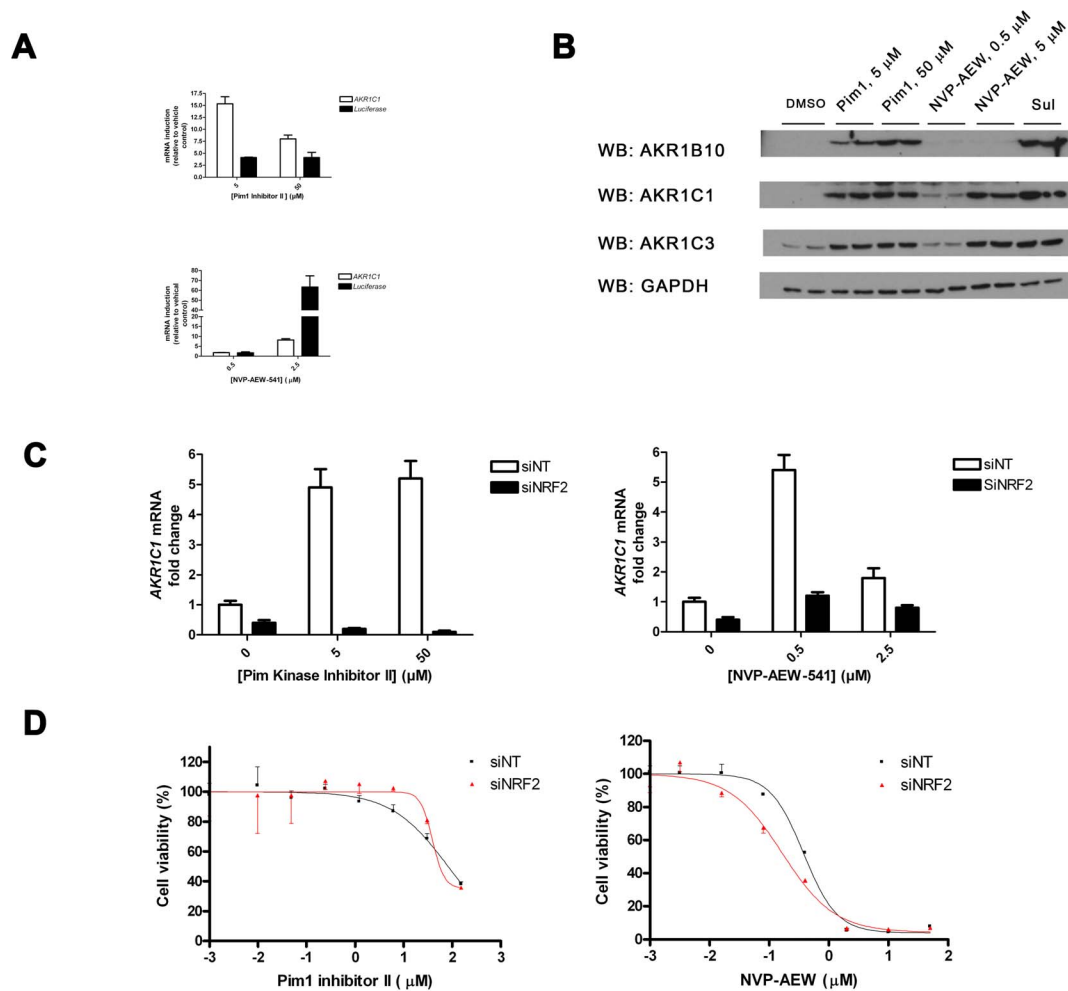 A
17.5
15.0
12.5
10.0
7.5
5.0
2.5
0.0
mRNA induction
(relative to vehicle
control)
AKR1C1
Luciferase
5
50
[Pim1 Inhibitor II ] (µM)
80
70
60
50
40
30
20
15
10
5
0
mRNA induction
(relative to vehical
control)
AKR1C1
Luciferase
0.5
2.5
[NVP-AEW-541] ( µM)
B
DMSO
Pim1, 5 µM
Pim1, 50 µM
NVP-AEW, 0.5 µM
NVP-AEW, 5 µM
Sul
WB: AKR1B10
WB: AKR1C1
WB: AKR1C3
WB: GAPDH
C
6
5
4
3
2
1
0
AKR1C1 mRNA
fold change
siNT
siNRF2
0
5
50
[Pim Kinase Inhibitor II] (µM)
6
5
4
3
2
1
0
AKR1C1 mRNA
fold change
siNT
SiNRF2
0
0.5
2.5
[NVP-AEW-541] (µM)
D
120
100
80
60
40
20
0
Cell viability (%)
siNT
siNRF2
-3
-2
-1
0
1
2
3
Pim1 inhibitor II ( µM)
120
100
80
60
40
20
0
Cell viability (%)
siNT
siNRF2
-3
-2
-1
0
1
2
NVP-AEW (µM)